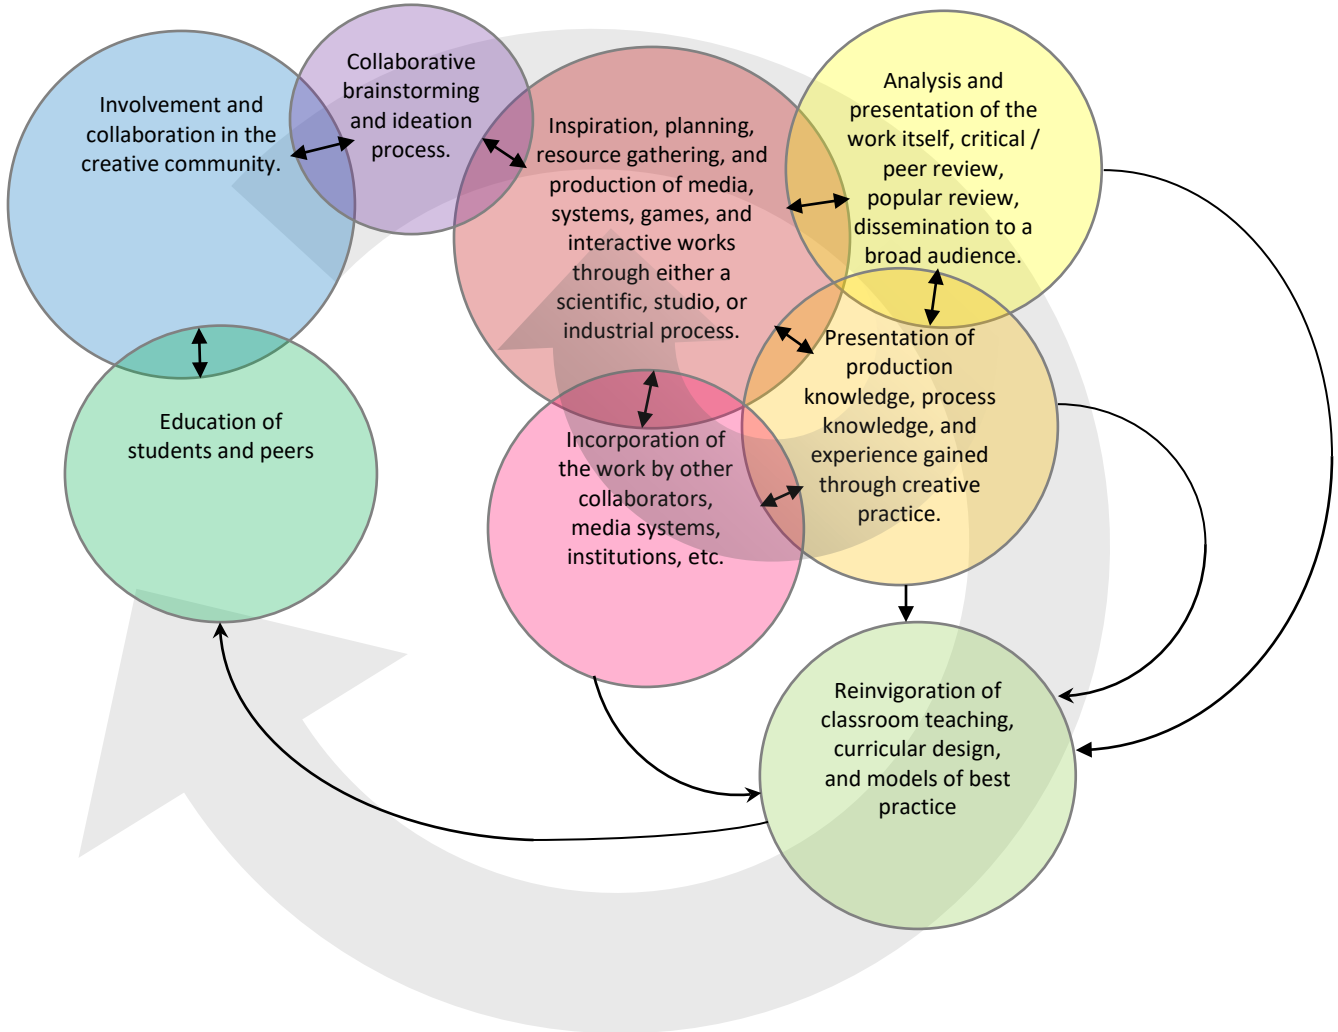 Involvement and
collaboration in the
creative community.
Collaborative
brainstorming
and ideation
process.
Inspiration, planning,
resource gathering, and
production of media,
systems, games, and
interactive works
through either a
scientific, studio, or
industrial process.
Analysis and
presentation of the
work itself, critical /
peer review,
popular review,
dissemination to a
broad audience.
Presentation of
production
knowledge, process
knowledge, and
experience gained
through creative
practice.
Incorporation of
the work by other
collaborators,
media systems,
institutions, etc.
Education of
students and peers
Reinvigoration of
classroom teaching,
curricular design,
and models of best
practice